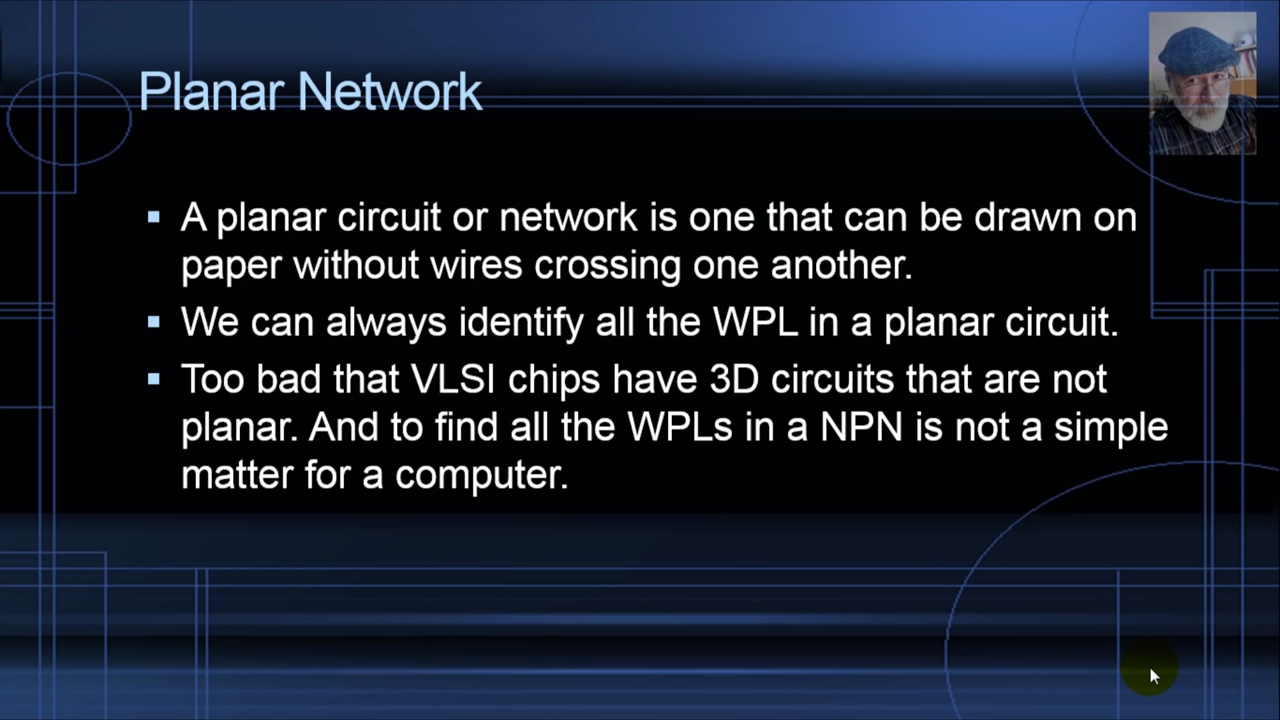 Planar Network
A planar circuit or network is one that can be drawn on
paper without wires crossing one another.
We can always identify all the WPL in a planar circuit.
Too bad that VLSI chips have 3D circuits that are not
planar. And to find all the WPLs in a NPN is not a simple
matter for a computer.